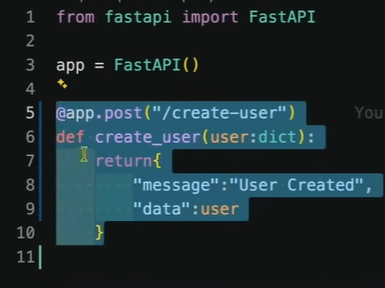 1 from fastapi import FastAPI
2
3 app = FastAPI()
4
5 @app.post("/create-user") You
6 def create_user(user:dict):
7     return{
8         "message":"User Created",
9         "data":user
10     }
11